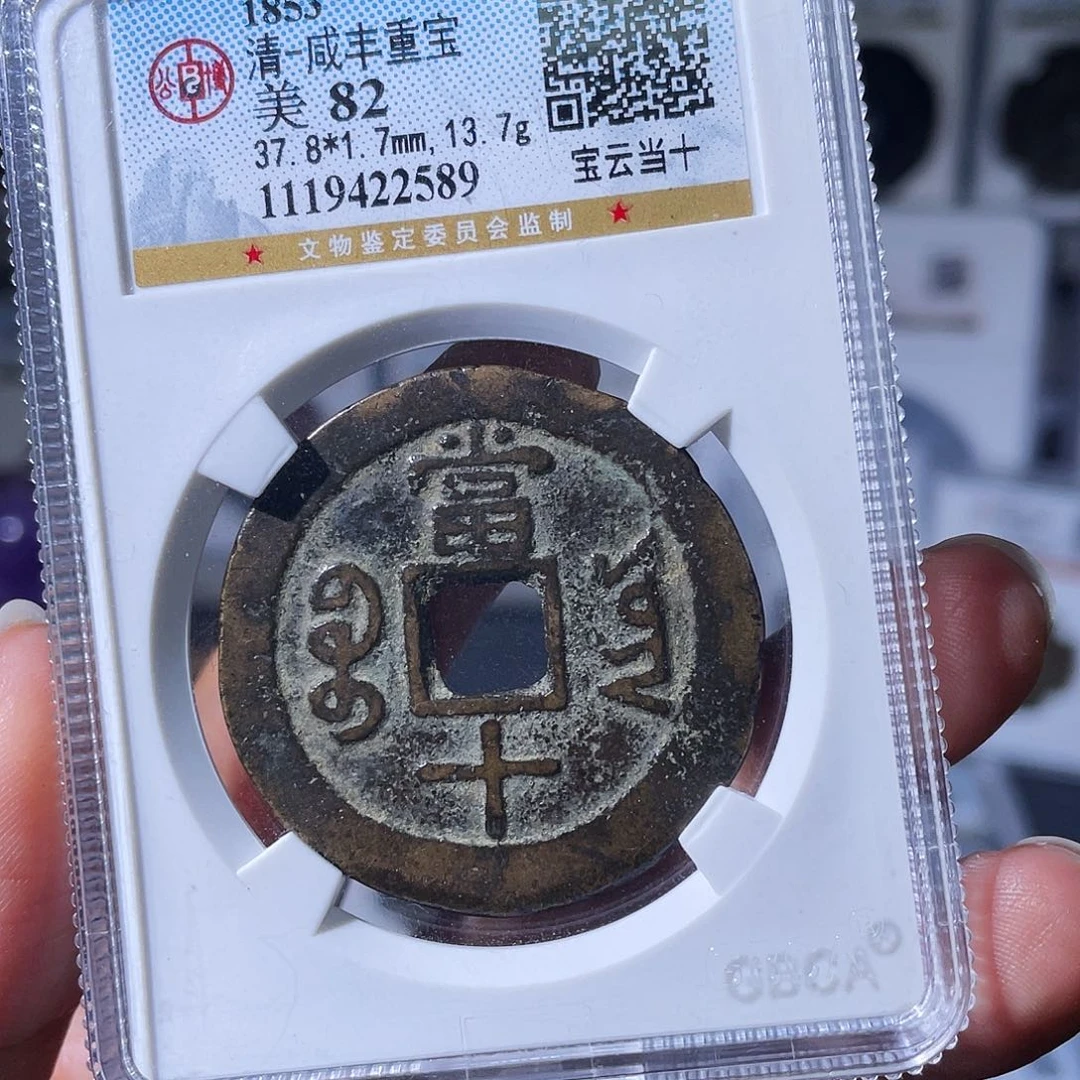 1853
清-咸丰重宝
美 82
37.8*1.7mm,13.7g
1119422589
宝云当十
文物鉴定委员会监制
當
十
GBCA